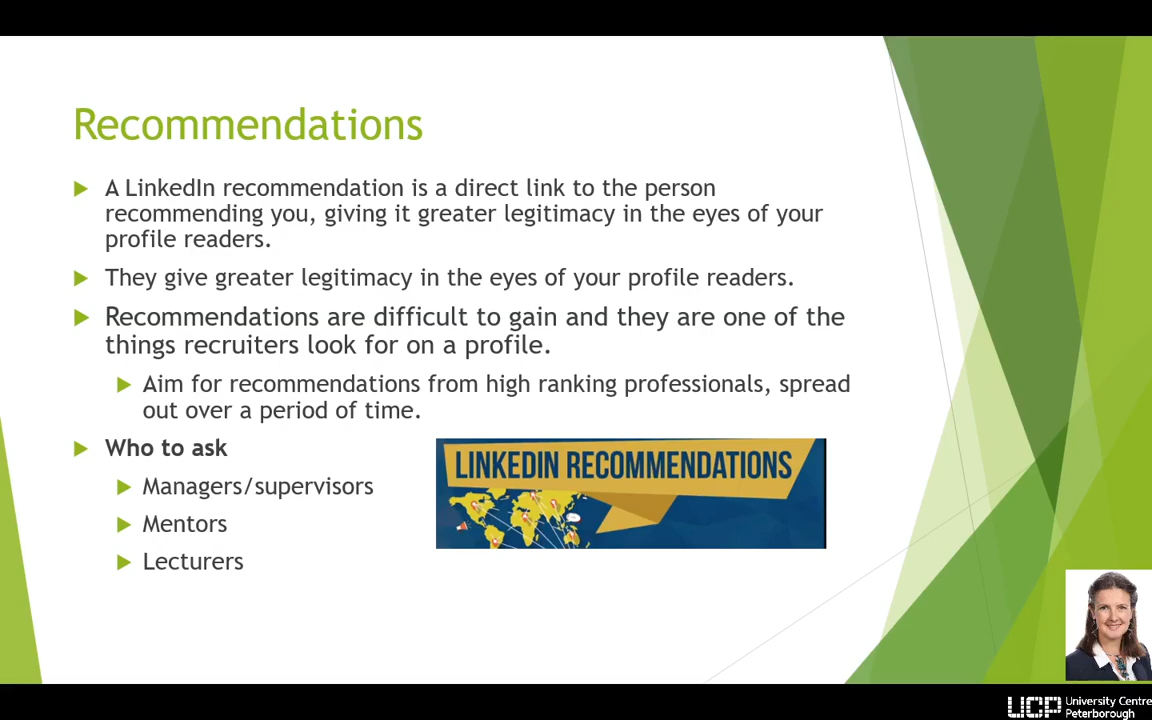 Recommendations
A LinkedIn recommendation is a direct link to the person
recommending you, giving it greater legitimacy in the eyes of your
profile readers.
They give greater legitimacy in the eyes of your profile readers.
Recommendations are difficult to gain and they are one of the
things recruiters look for on a profile.
Aim for recommendations from high ranking professionals, spread
out over a period of time.
Who to ask
Managers/supervisors
Mentors
Lecturers
LINKEDIN RECOMMENDATIONS
UCP University Centre
Peterborough